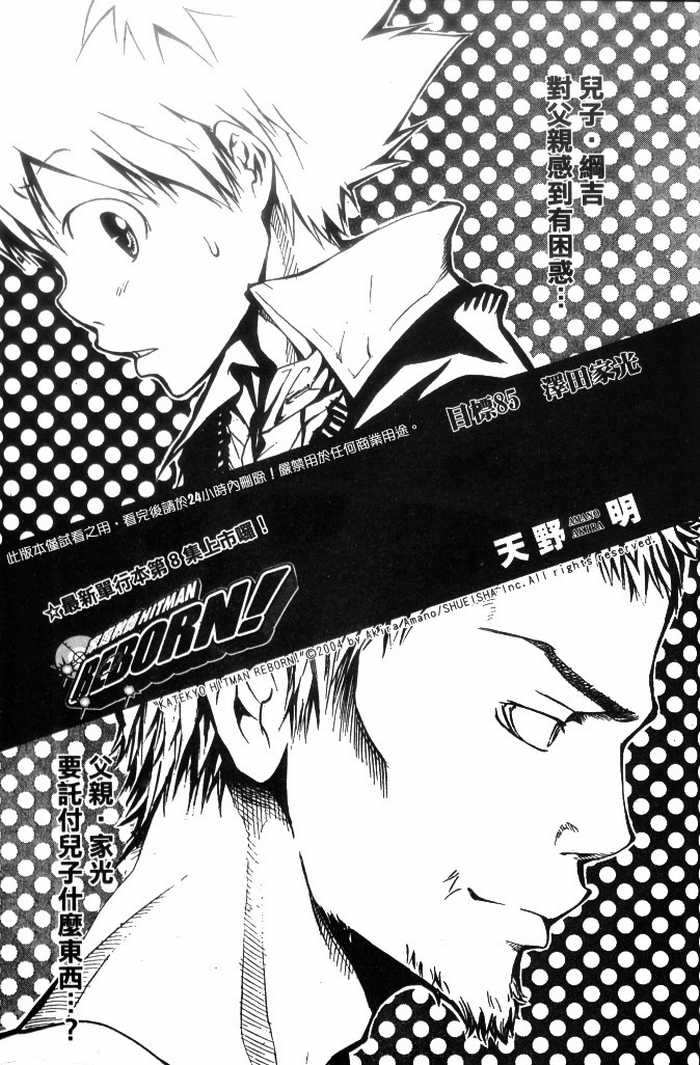 兒子・綱吉
對父親感到有困惑…
目標85 澤田家光
此版本僅試看之用，看完後請於24小時內刪除！嚴禁用於任何商業用途。
天野明
AMANO
AKIRA
☆最新單行本第8集上市囉！
HITMAN
REBORN!
"KATEKYO HITMAN REBORN!"©2004 by Akira Amano/SHUEISHA Inc.All rights reserved.
父親・家光
要託付兒子什麼東西…？